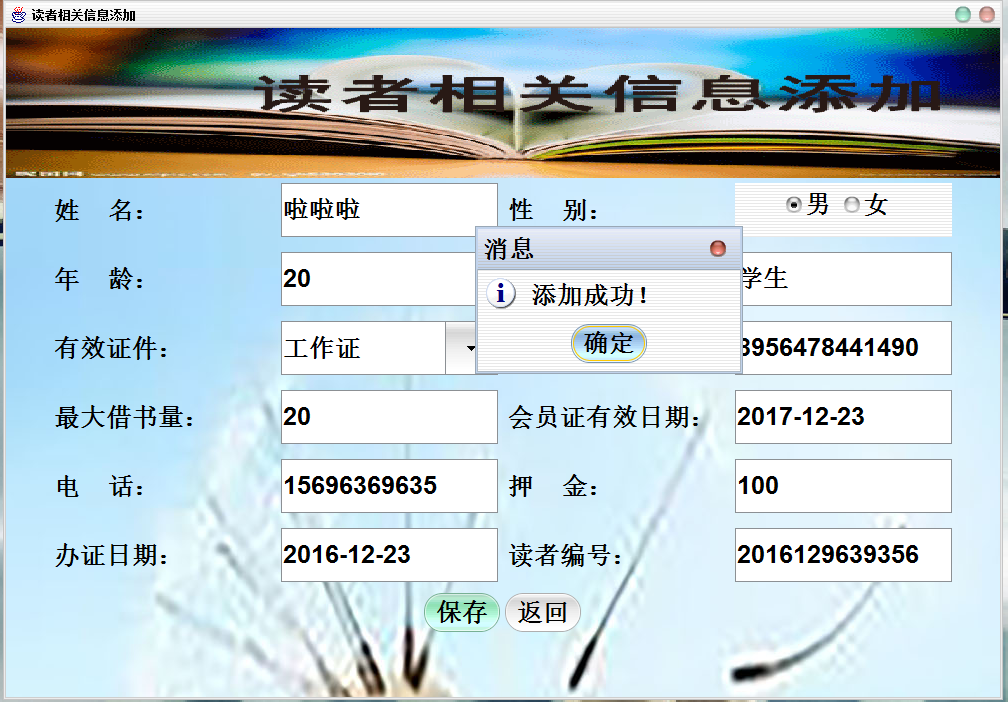 读者相关信息添加
读者相关信息添加
姓 名： 啦啦啦 性 别： 男 女
消息
年 龄： 20 学生
添加成功！
有效证件： 工作证 3956478441490
确定
最大借书量： 20 会员证有效日期： 2017-12-23
电 话： 15696369635 押 金： 100
办证日期： 2016-12-23 读者编号： 2016129639356
保存 返回